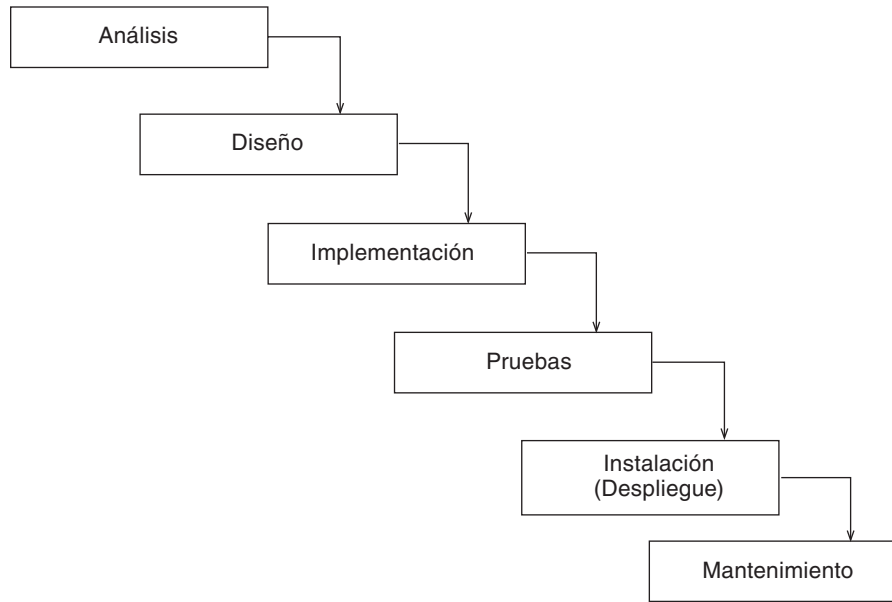 Análisis
Diseño
Implementación
Pruebas
Instalación
(Despliegue)
Mantenimiento